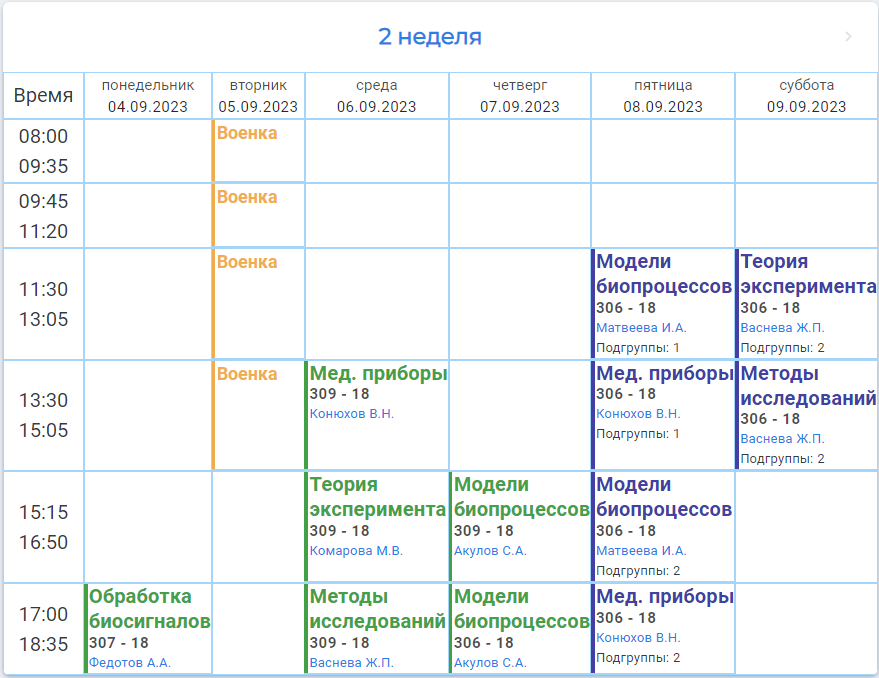 2 неделя
Время
понедельник
04.09.2023
вторник
05.09.2023
среда
06.09.2023
четверг
07.09.2023
пятница
08.09.2023
суббота
09.09.2023
08:00
09:35
Военка
09:45
11:20
Военка
11:30
13:05
Военка
Модели
биопроцессов
306 - 18
Матвеева И.А.
Подгруппы: 1
Теория
эксперимента
306 - 18
Васнева Ж.П.
Подгруппы: 2
13:30
15:05
Военка
Мед. приборы
309 - 18
Конюхов В.Н.
Мед. приборы
306 - 18
Конюхов В.Н.
Подгруппы: 1
Методы
исследований
306 - 18
Васнева Ж.П.
Подгруппы: 2
15:15
16:50
Теория
эксперимента
309 - 18
Комарова М.В.
Модели
биопроцессов
309 - 18
Акулов С.А.
Модели
биопроцессов
306 - 18
Матвеева И.А.
Подгруппы: 2
17:00
18:35
Обработка
биосигналов
307 - 18
Федотов А.А.
Методы
исследований
309 - 18
Васнева Ж.П.
Модели
биопроцессов
306 - 18
Акулов С.А.
Мед. приборы
306 - 18
Конюхов В.Н.
Подгруппы: 2